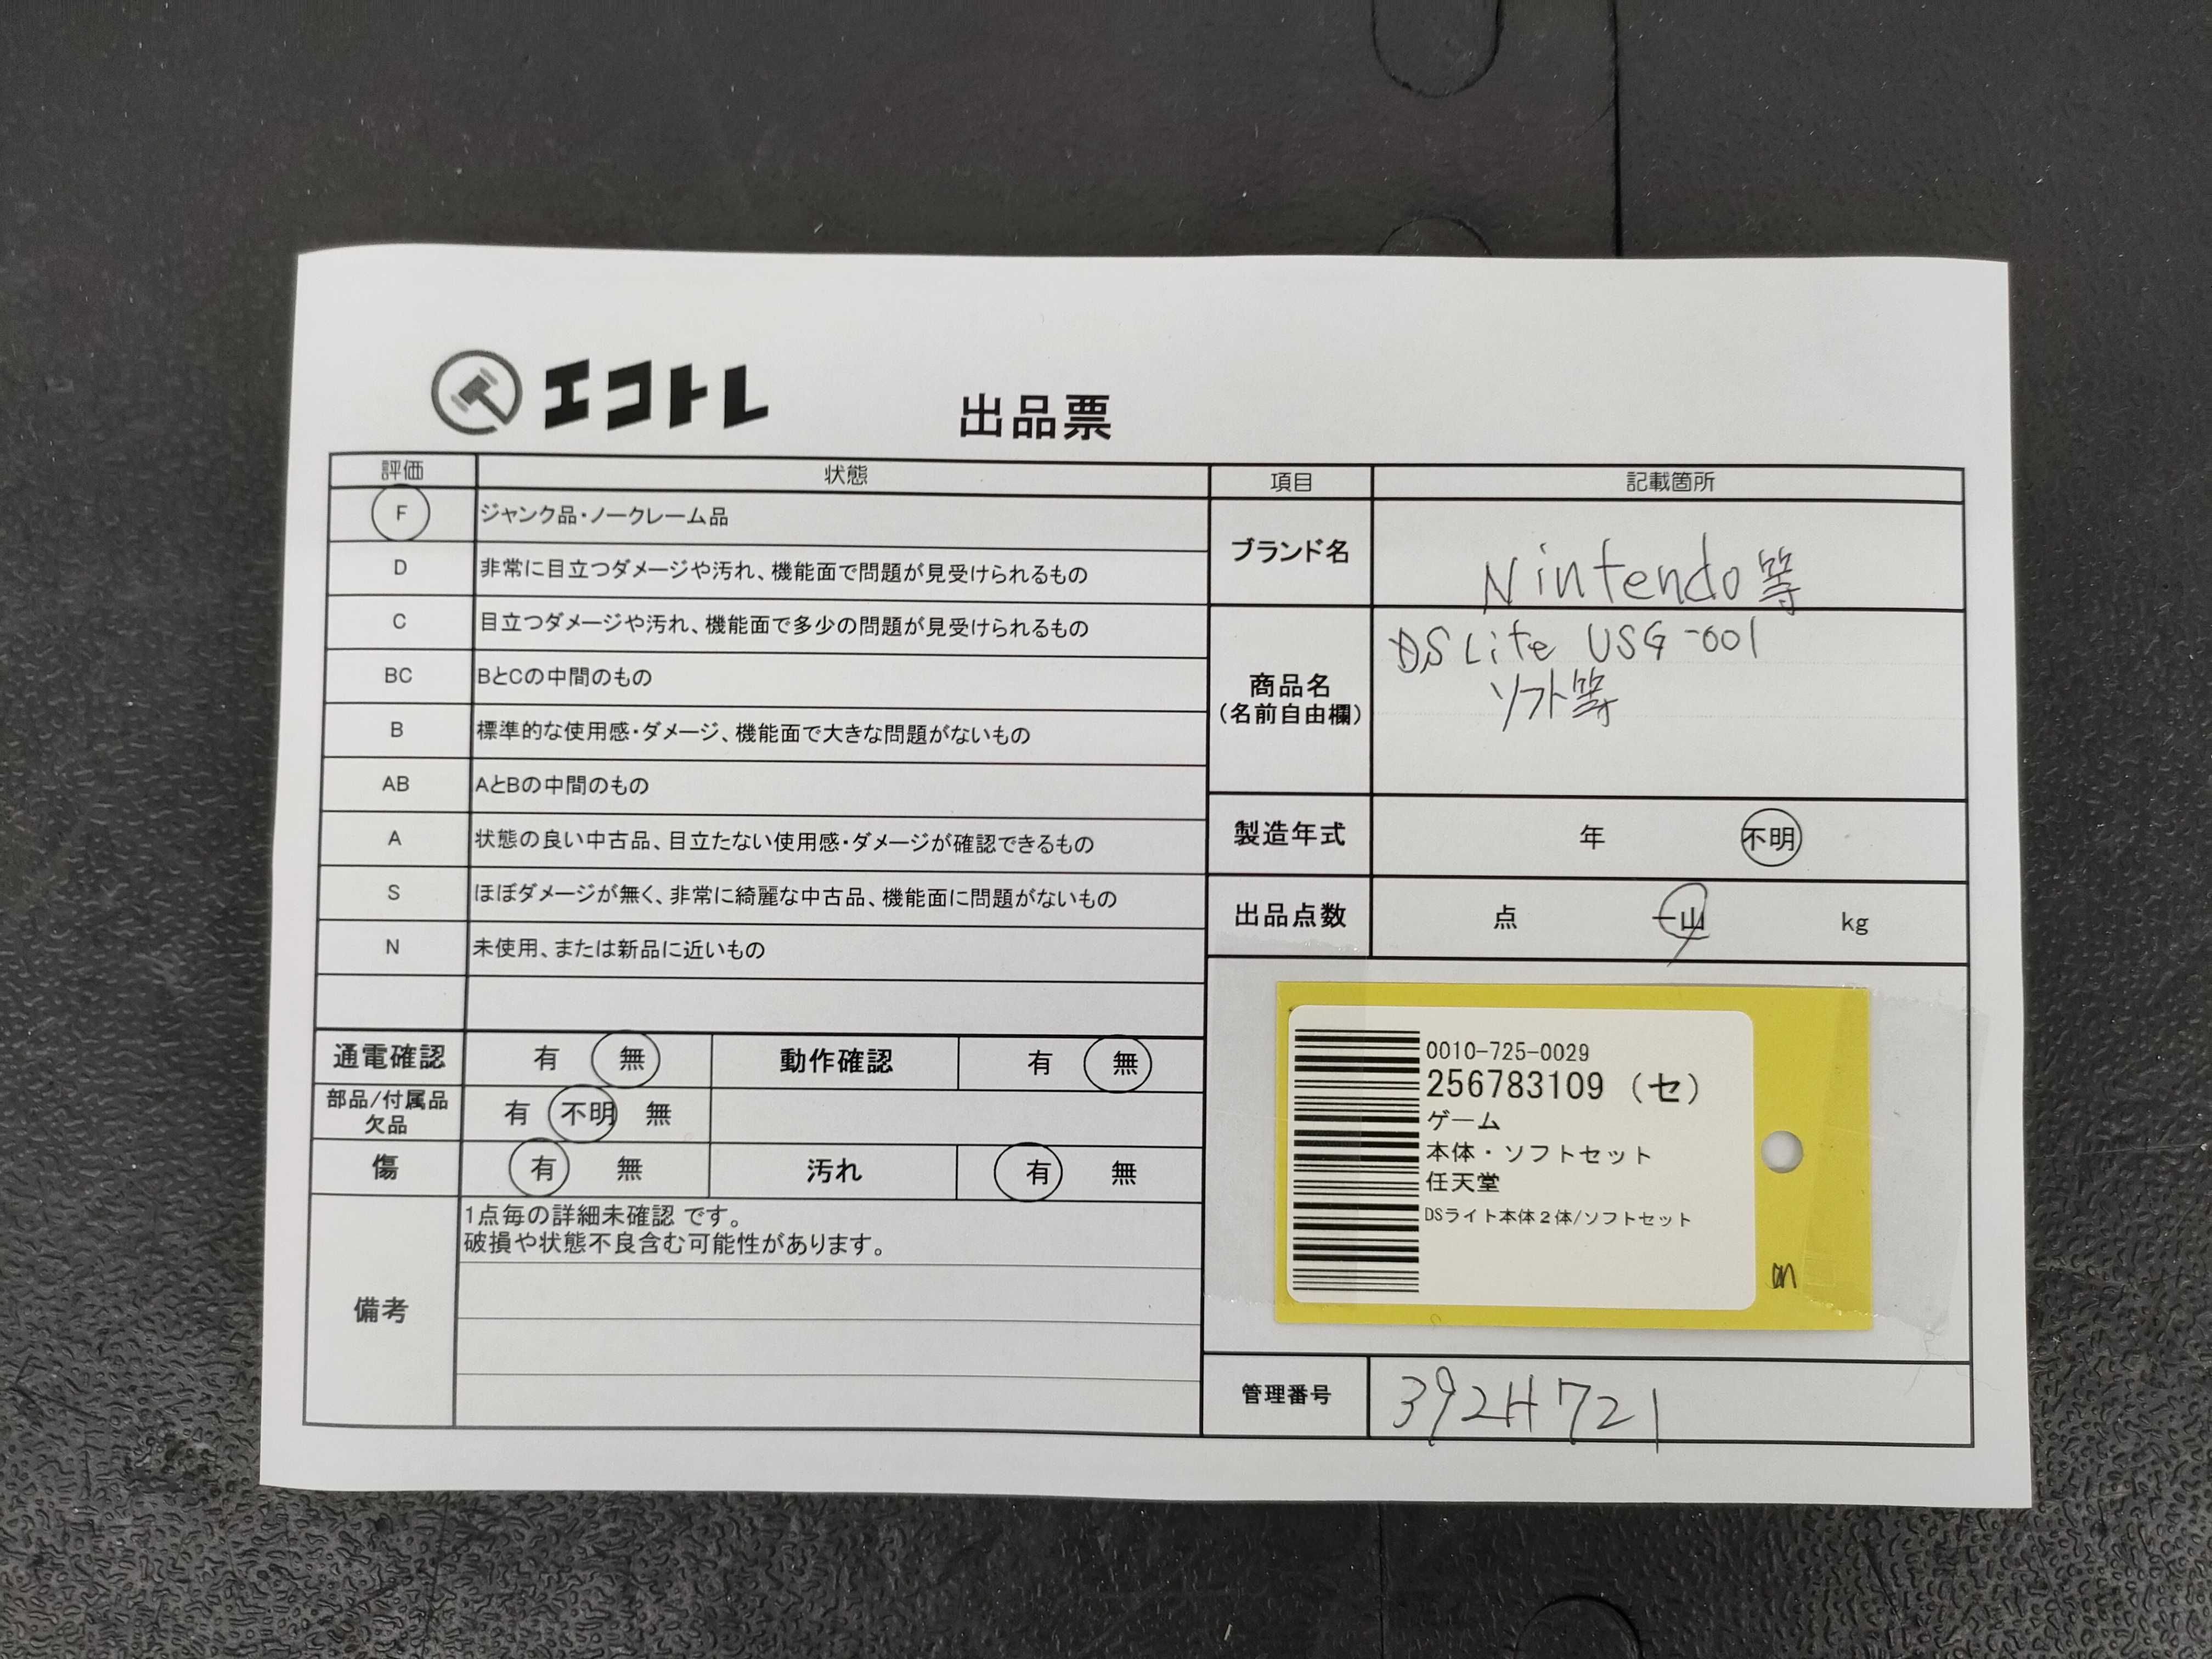 エコトレ
出品票
評価 状態
F ジャンク品・ノークレーム品
D 非常に目立つダメージや汚れ、機能面で問題が見受けられるもの
C 目立つダメージや汚れ、機能面で多少の問題が見受けられるもの
BC BとCの中間のもの
B 標準的な使用感・ダメージ、機能面で大きな問題がないもの
AB AとBの中間のもの
A 状態の良い中古品、目立たない使用感・ダメージが確認できるもの
S ほぼダメージが無く、非常に綺麗な中古品、機能面に問題がないもの
N 未使用、または新品に近いもの
通電確認 有 無 動作確認 有 無
部品/付属品
欠品
有 不明 無
傷 有 無 汚れ 有 無
備考
1点毎の詳細未確認 です。
破損や状態不良含む可能性があります。
項目 記載箇所
ブランド名 Nintendo等
商品名
(名前自由欄)
DS Lite USG-001
ソフト等
製造年式 年 不明
出品点数 点 一山 kg
0010-725-0029
256783109 (セ)
ゲーム
本体・ソフトセット
任天堂
DSライト本体2体/ソフトセット
管理番号 392H721